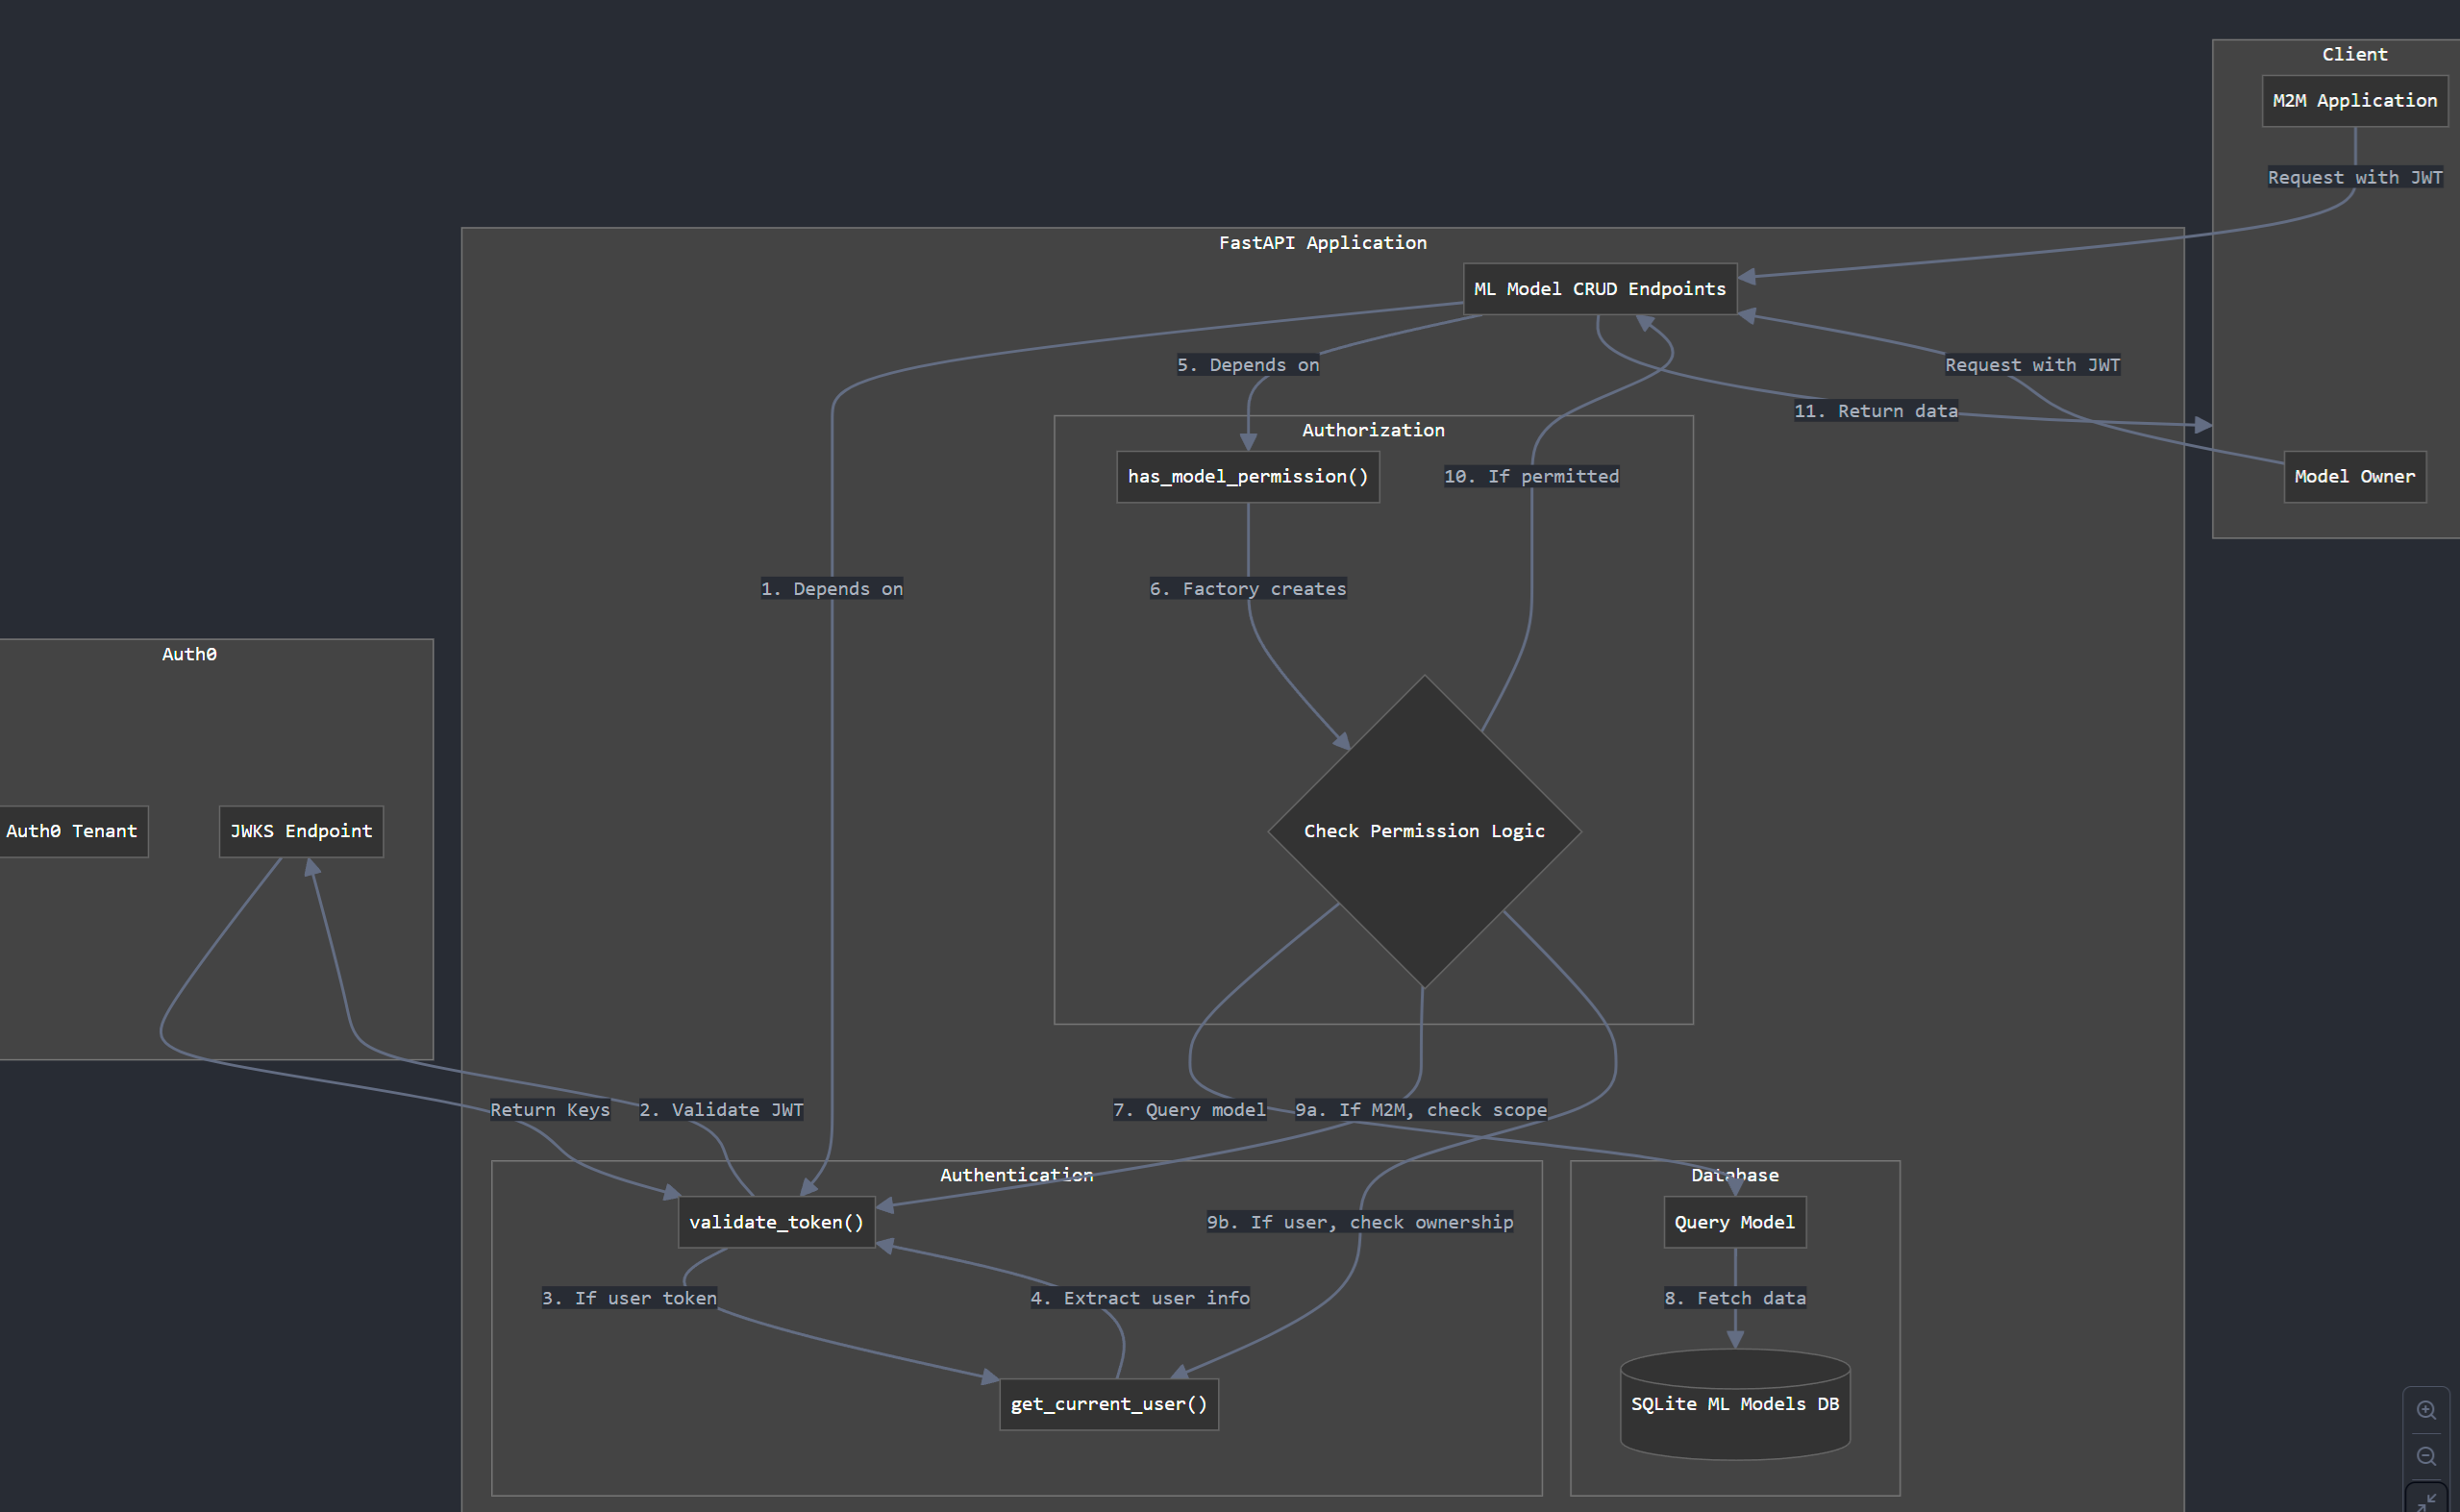 Client
M2M Application
Request with JWT
FastAPI Application
ML Model CRUD Endpoints
5. Depends on
Request with JWT
11. Return data
Authorization
has_model_permission()
10. If permitted
Model Owner
1. Depends on
6. Factory creates
Auth0
Auth0 Tenant
JWKS Endpoint
Check Permission Logic
Return Keys
2. Validate JWT
7. Query model
9a. If M2M, check scope
Authentication
Database
validate_token()
9b. If user, check ownership
Query Model
3. If user token
4. Extract user info
8. Fetch data
get_current_user()
SQLite ML Models DB